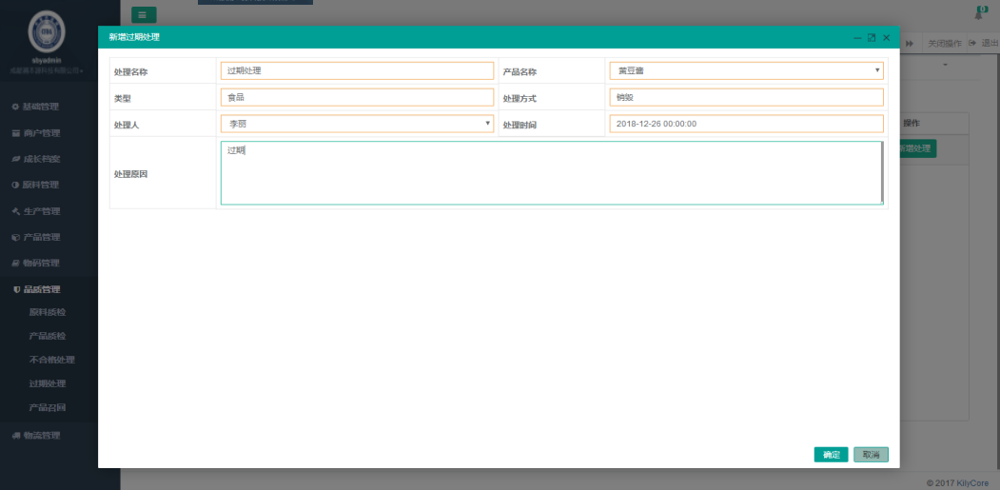 sbyadmin
基础管理
商户管理
成长档案
原料管理
生产管理
产品管理
物码管理
品质管理
原料质检
产品质检
不合格处理
过期处理
产品召回
物流管理
0
关闭操作
退出
操作
新增处理
新增过期处理
处理名称 过期处理 产品名称 黄豆酱
类型 食品 处理方式 销毁
处理人 李丽 处理时间 2018-12-26 00:00:00
处理原因 过期
确定 取消
© 2017 KilyCore